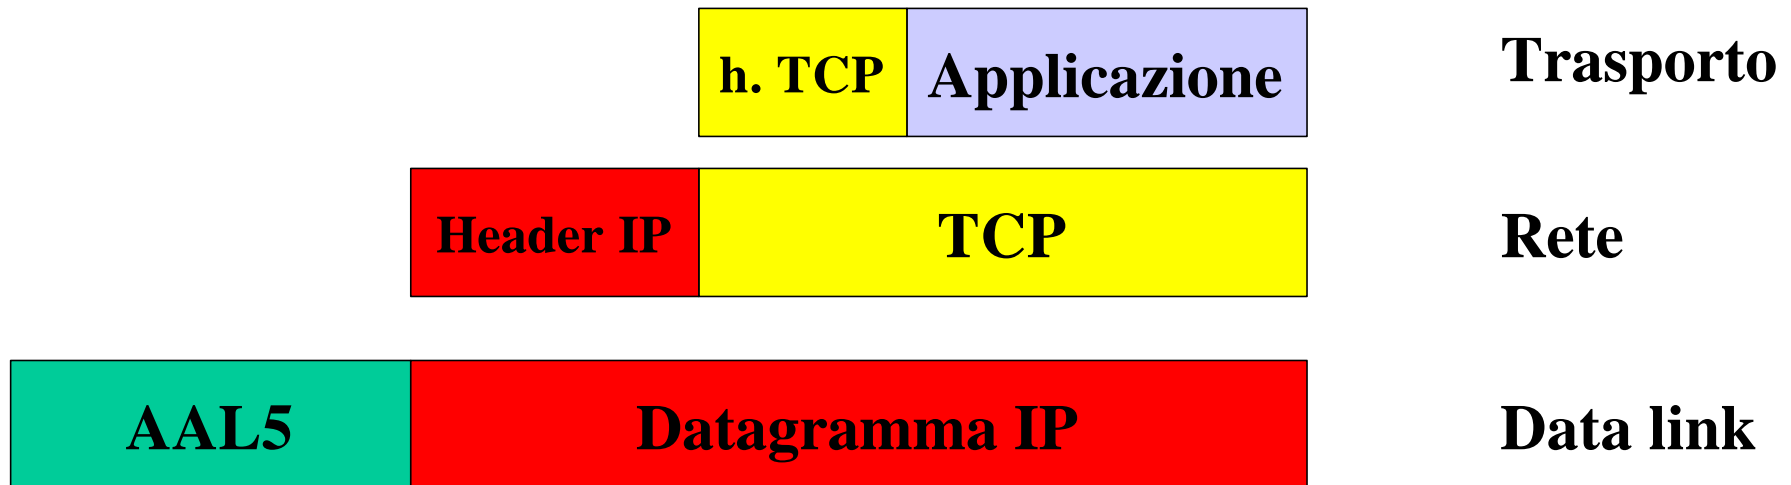 h. TCP Applicazione Trasporto
Header IP TCP Rete
AAL5 Datagramma IP Data link